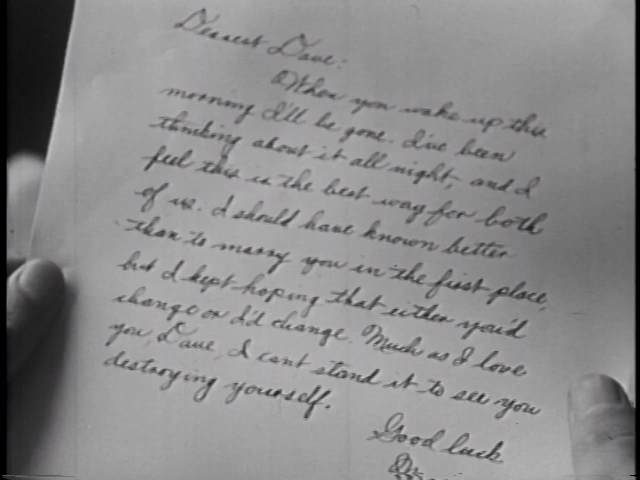 Dearest Dave:
When you wake up this
morning I'll be gone. I've been
thinking about it all night, and I
feel this is the best way for both
of us. I should have known better
than to marry you in the first place,
but I kept hoping that either you'd
change or I'd change. Much as I love
you, Dave, I can't stand it to see you
destroying yourself.
Good luck